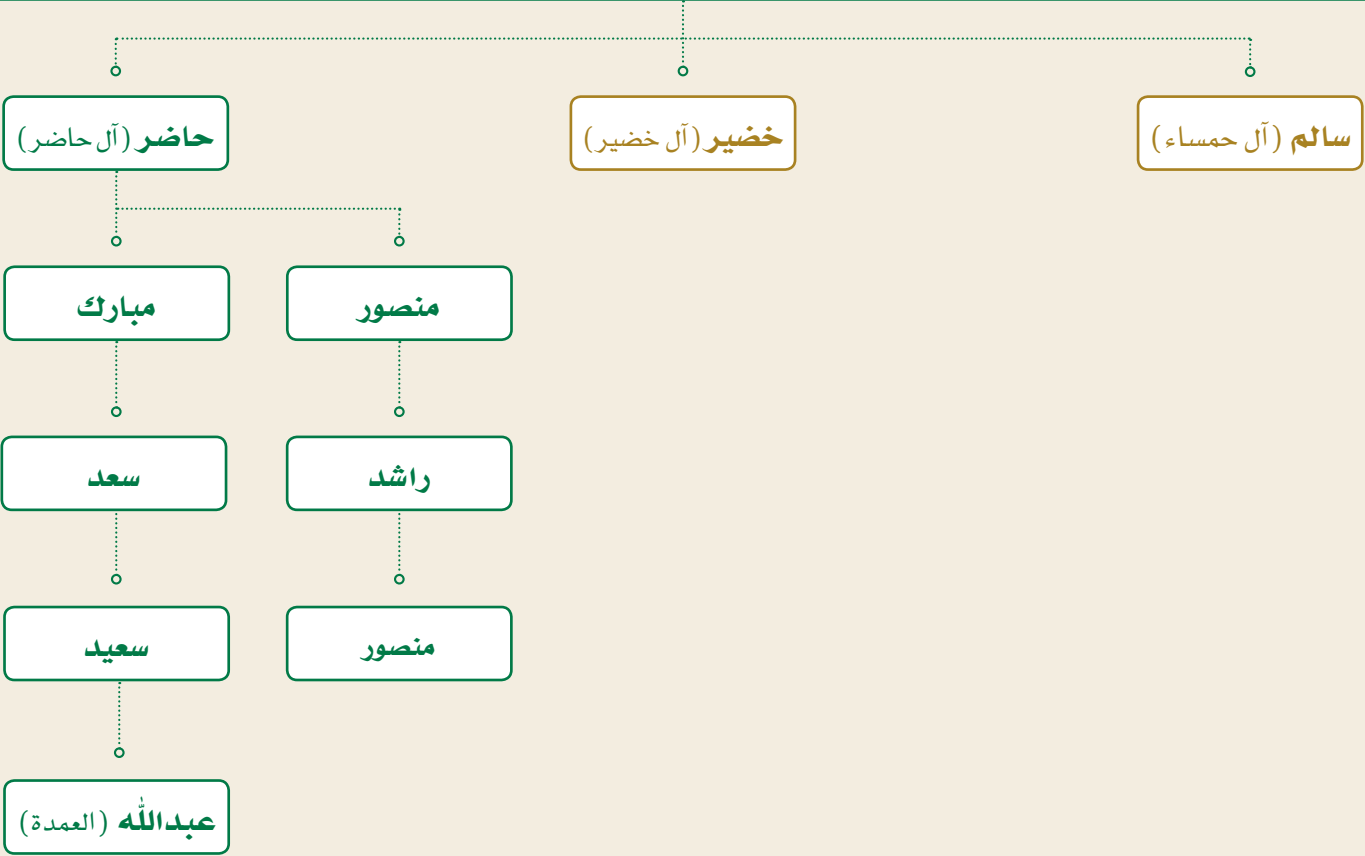 سالم (آل حمساء)
خضير (آل خضير)
حاضر (آل حاضر)
منصور
مبارك
راشد
سعد
منصور
سعيد
عبدالله (العمدة)